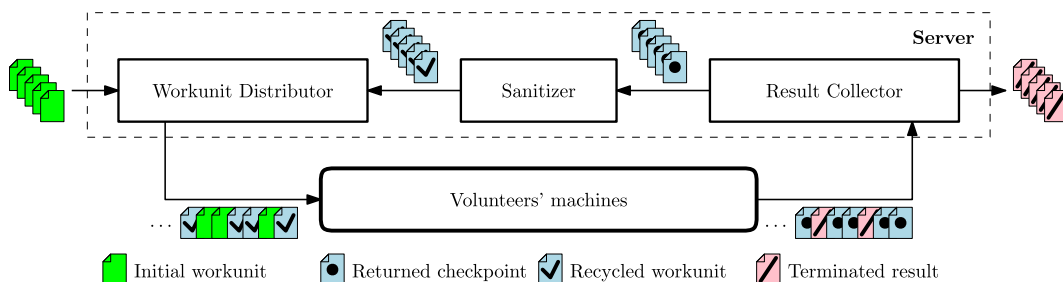 Server
Workunit Distributor
Sanitizer
Result Collector
Volunteers' machines
...
...
Initial workunit
Returned checkpoint
Recycled workunit
Terminated result